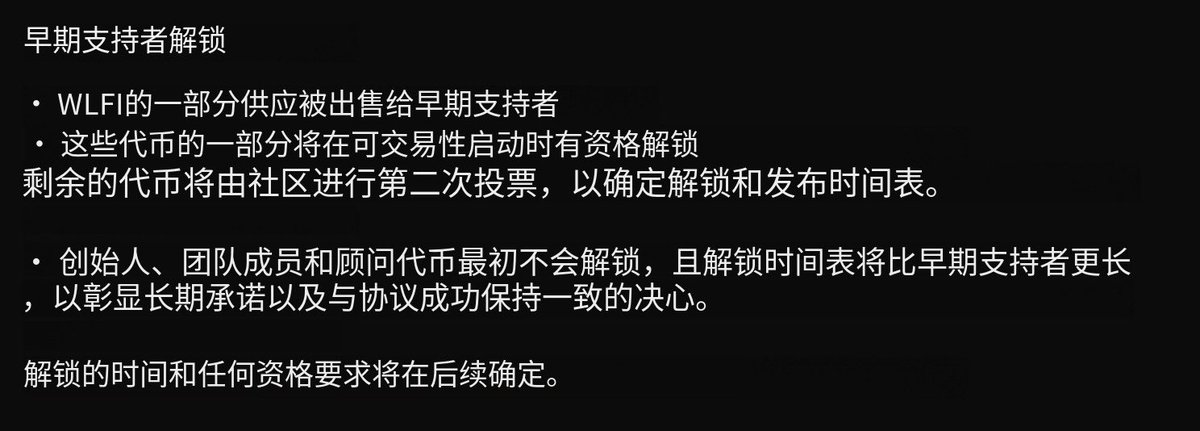 早期支持者解锁
• WLFI的一部分供应被出售给早期支持者
• 这些代币的一部分将在可交易性启动时有资格解锁
剩余的代币将由社区进行第二次投票，以确定解锁和发布时间表。
• 创始人、团队成员和顾问代币最初不会解锁，且解锁时间表将比早期支持者更长
，以彰显长期承诺以及与协议成功保持一致的决心。
解锁的时间和任何资格要求将在后续确定。